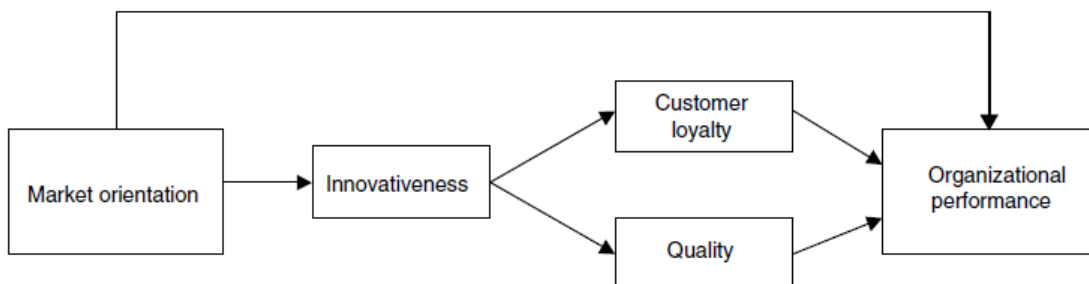 Market orientation
Innovativeness
Customer
loyalty
Quality
Organizational
performance